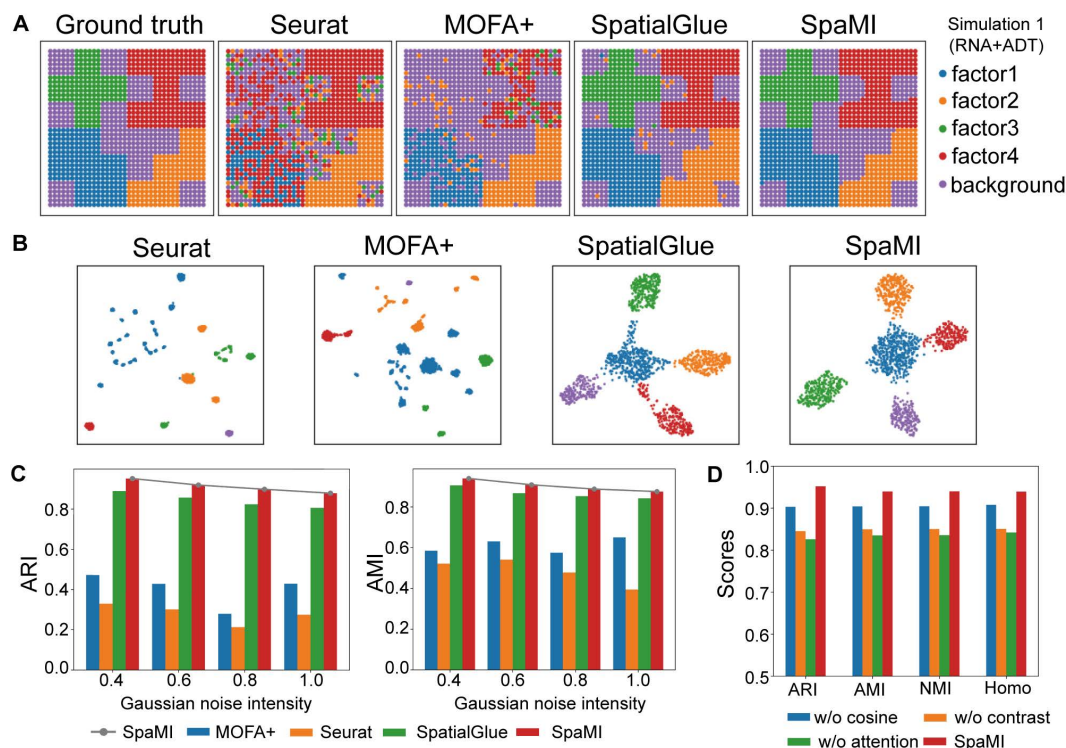 A
Ground truth
Seurat
MOFA+
SpatialGlue
SpaMI
Simulation 1
(RNA+ADT)
factor1
factor2
factor3
factor4
background
B
Seurat
MOFA+
SpatialGlue
SpaMI
C
ARI
0.8
0.6
0.4
0.2
0.0
0.4
0.6
0.8
1.0
Gaussian noise intensity
AMI
0.8
0.6
0.4
0.2
0.0
0.4
0.6
0.8
1.0
Gaussian noise intensity
SpaMI
MOFA+
Seurat
SpatialGlue
SpaMI
D
Scores
1.0
0.9
0.8
0.7
0.6
0.5
ARI
AMI
NMI
Homo
w/o cosine
w/o contrast
w/o attention
SpaMI